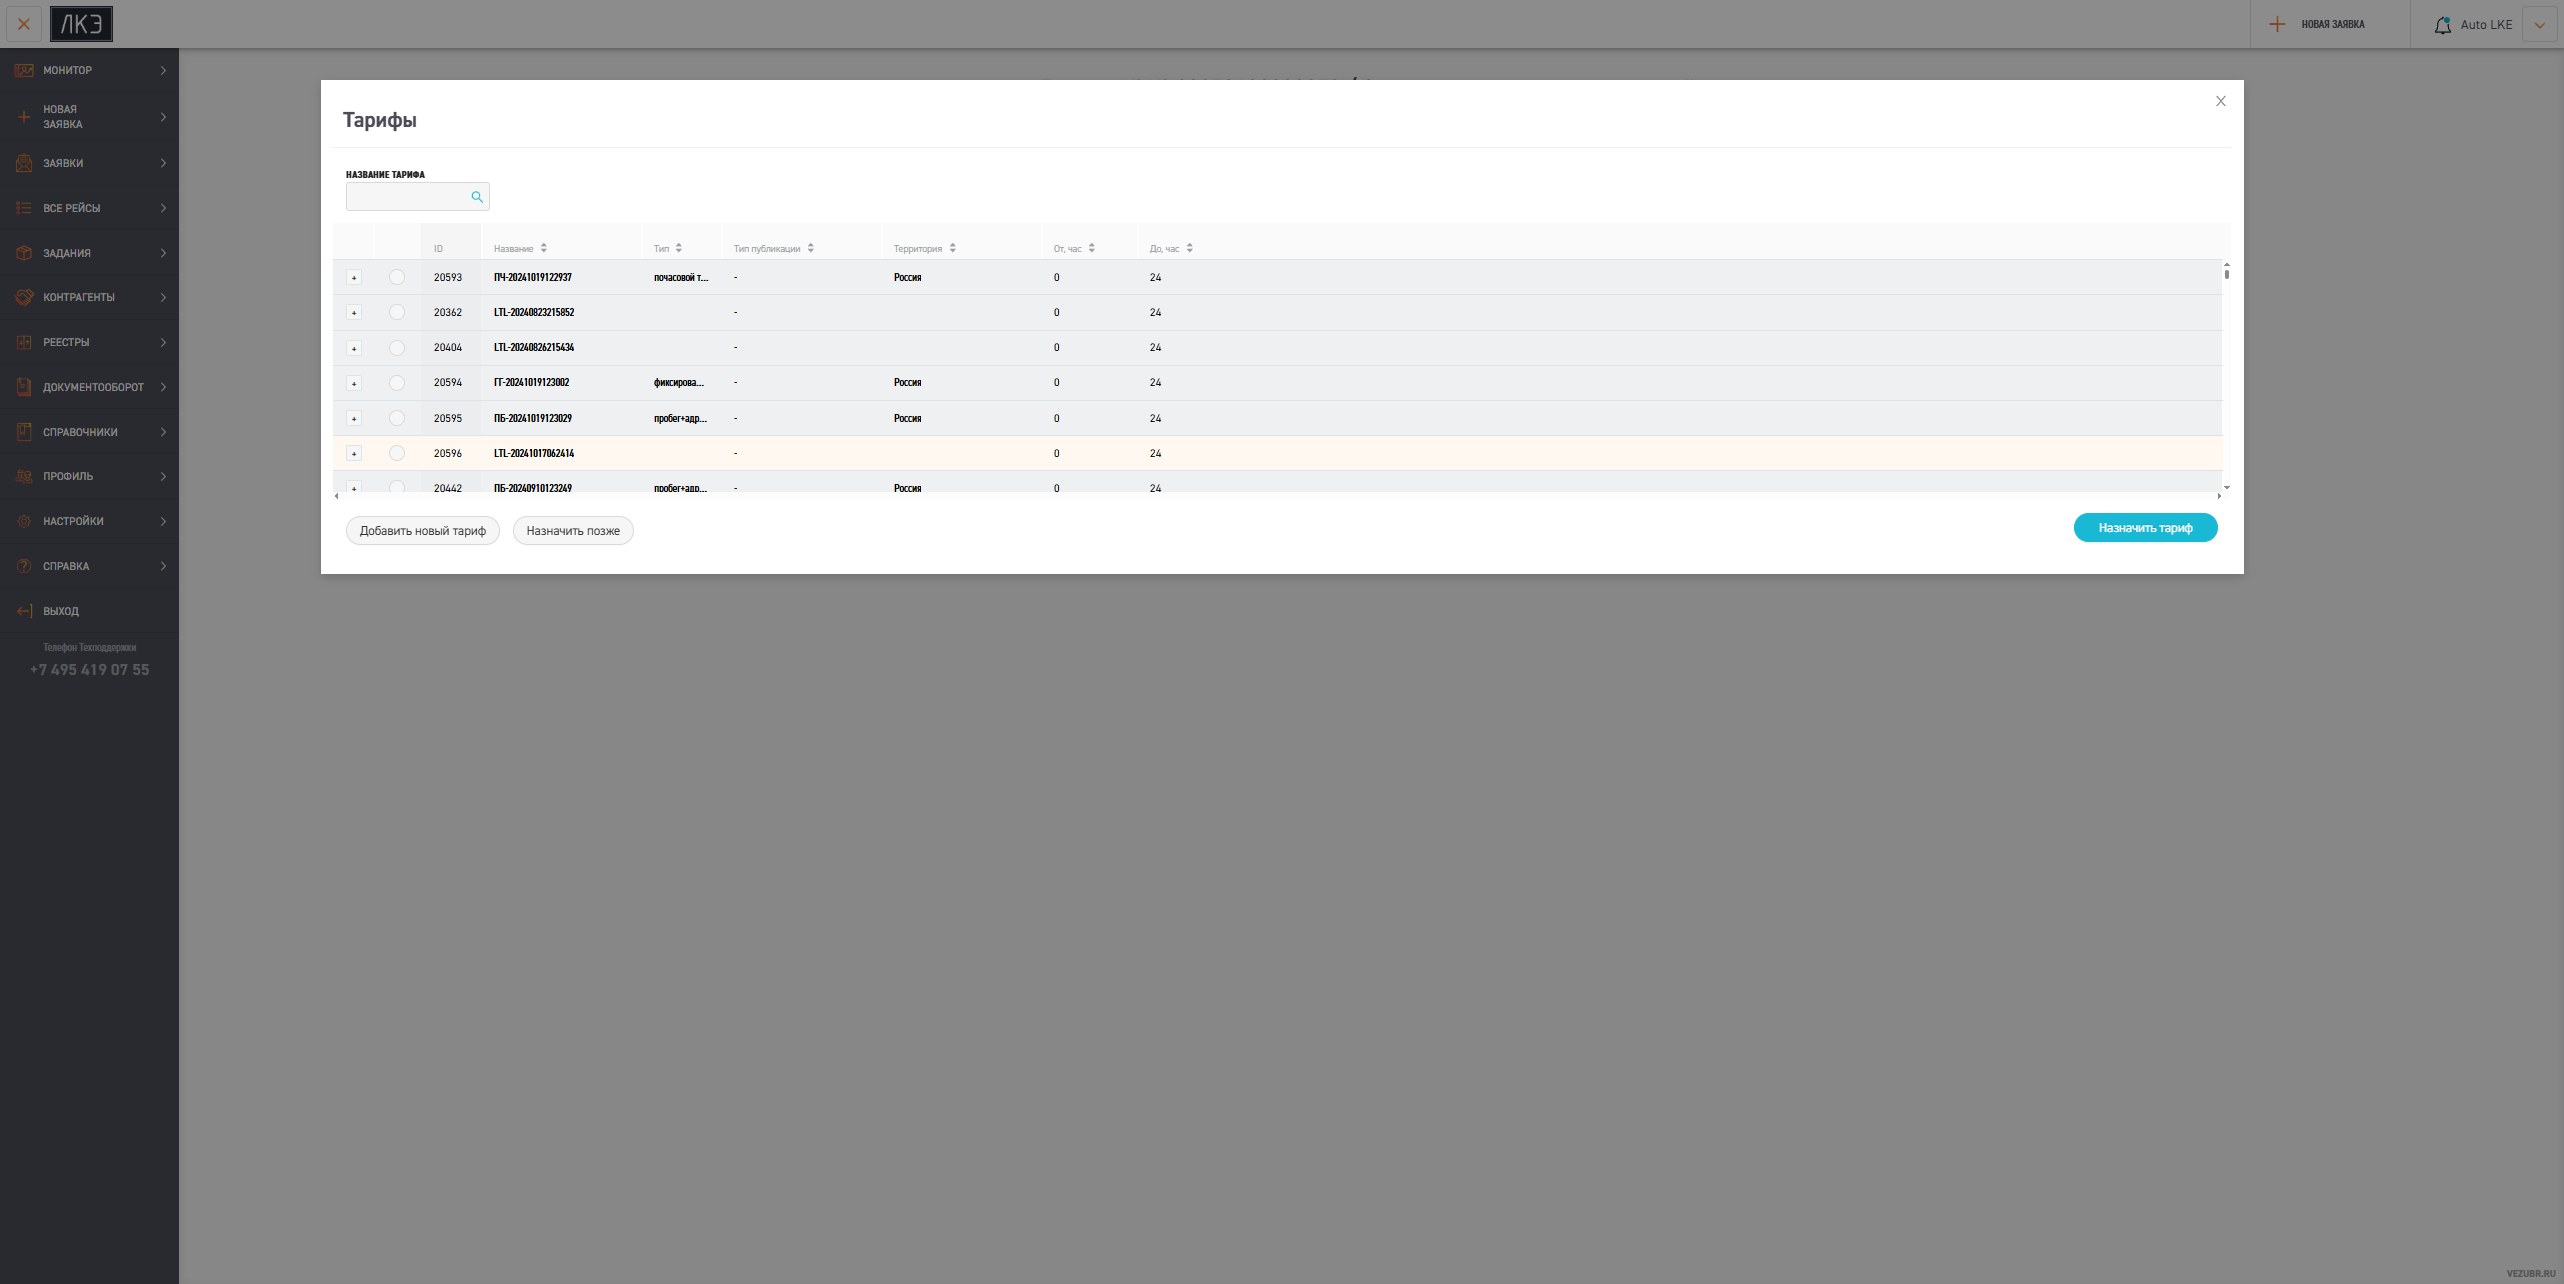 ЛКЭ
НОВАЯ ЗАЯВКА
Auto LKE
МОНИТОР
НОВАЯ
ЗАЯВКА
ЗАЯВКИ
ВСЕ РЕЙСЫ
ЗАДАНИЯ
КОНТРАГЕНТЫ
РЕЕСТРЫ
ДОКУМЕНТООБОРОТ
СПРАВОЧНИКИ
ПРОФИЛЬ
НАСТРОЙКИ
СПРАВКА
ВЫХОД
Телефон Техподдержки
+7 495 419 07 55
Тарифы
НАЗВАНИЕ ТАРИФА
ID Название Тип Тип публикации Территория От, час До, час
20593 ПЧ-20241019122937 почасовой т... - Россия 0 24
20362 LTL-20240823215852 - 0 24
20404 LTL-20240826215434 - 0 24
20594 ГГ-20241019123002 фиксирова... - Россия 0 24
20595 ПБ-20241019123029 пробег+адр... - Россия 0 24
20596 LTL-20241017062414 - 0 24
20442 ПБ-20240910123249 пробег+адр... - Россия 0 24
Добавить новый тариф
Назначить позже
Назначить тариф
VEZUBR.RU